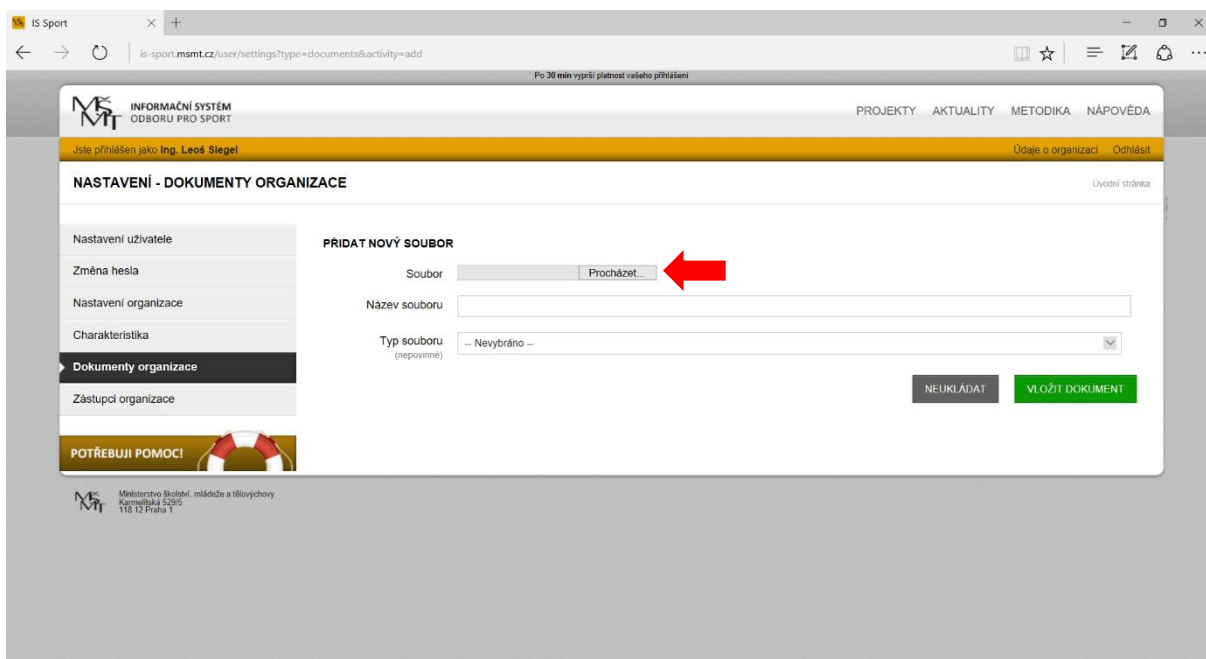 IS Sport
is-sport.msmt.cz/user/settings?type=documents&activity=add
Po 30 min vyprší platnost vašeho přihlášení
MŠMT INFORMAČNÍ SYSTÉM
ODBORU PRO SPORT
PROJEKTY AKTUALITY METODIKA NÁPOVĚDA
Jste přihlášen jako Ing. Leoš Siegel
Údaje o organizaci Odhlásit
NASTAVENÍ - DOKUMENTY ORGANIZACE
Úvodní stránka
Nastavení uživatele
Změna hesla
Nastavení organizace
Charakteristika
Dokumenty organizace
Zástupci organizace
POTŘEBUJI POMOC!
PŘIDAT NOVÝ SOUBOR
Soubor Procházet...
Název souboru
Typ souboru -- Nevybráno --
(nepovinné)
NEUKLÁDAT VLOŽIT DOKUMENT
MŠMT
Ministerstvo školství, mládeže a tělovýchovy
Karmelitská 529/5
118 12 Praha 1